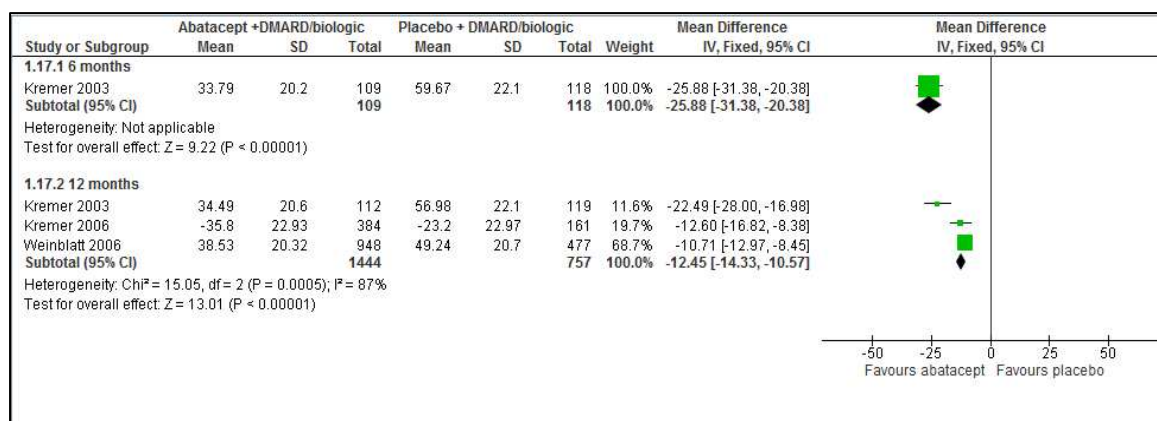 Abatacept +DMARD/biologic Placebo + DMARD/biologic Mean Difference Mean Difference
Study or Subgroup Mean SD Total Mean SD Total Weight IV, Fixed, 95% CI IV, Fixed, 95% CI
1.17.1 6 months
Kremer 2003 33.79 20.2 109 59.67 22.1 118 100.0% -25.88 [-31.38, -20.38]
Subtotal (95% CI) 109 118 100.0% -25.88 [-31.38, -20.38]
Heterogeneity: Not applicable
Test for overall effect: Z = 9.22 (P < 0.00001)
1.17.2 12 months
Kremer 2003 34.49 20.6 112 56.98 22.1 119 11.6% -22.49 [-28.00, -16.98]
Kremer 2006 -35.8 22.93 384 -23.2 22.97 161 19.7% -12.60 [-16.82, -8.38]
Weinblatt 2006 38.53 20.32 948 49.24 20.7 477 68.7% -10.71 [-12.97, -8.45]
Subtotal (95% CI) 1444 757 100.0% -12.45 [-14.33, -10.57]
Heterogeneity: Chi² = 15.05, df = 2 (P = 0.0005); I² = 87%
Test for overall effect: Z = 13.01 (P < 0.00001)
-50 -25 0 25 50
Favours abatacept Favours placebo